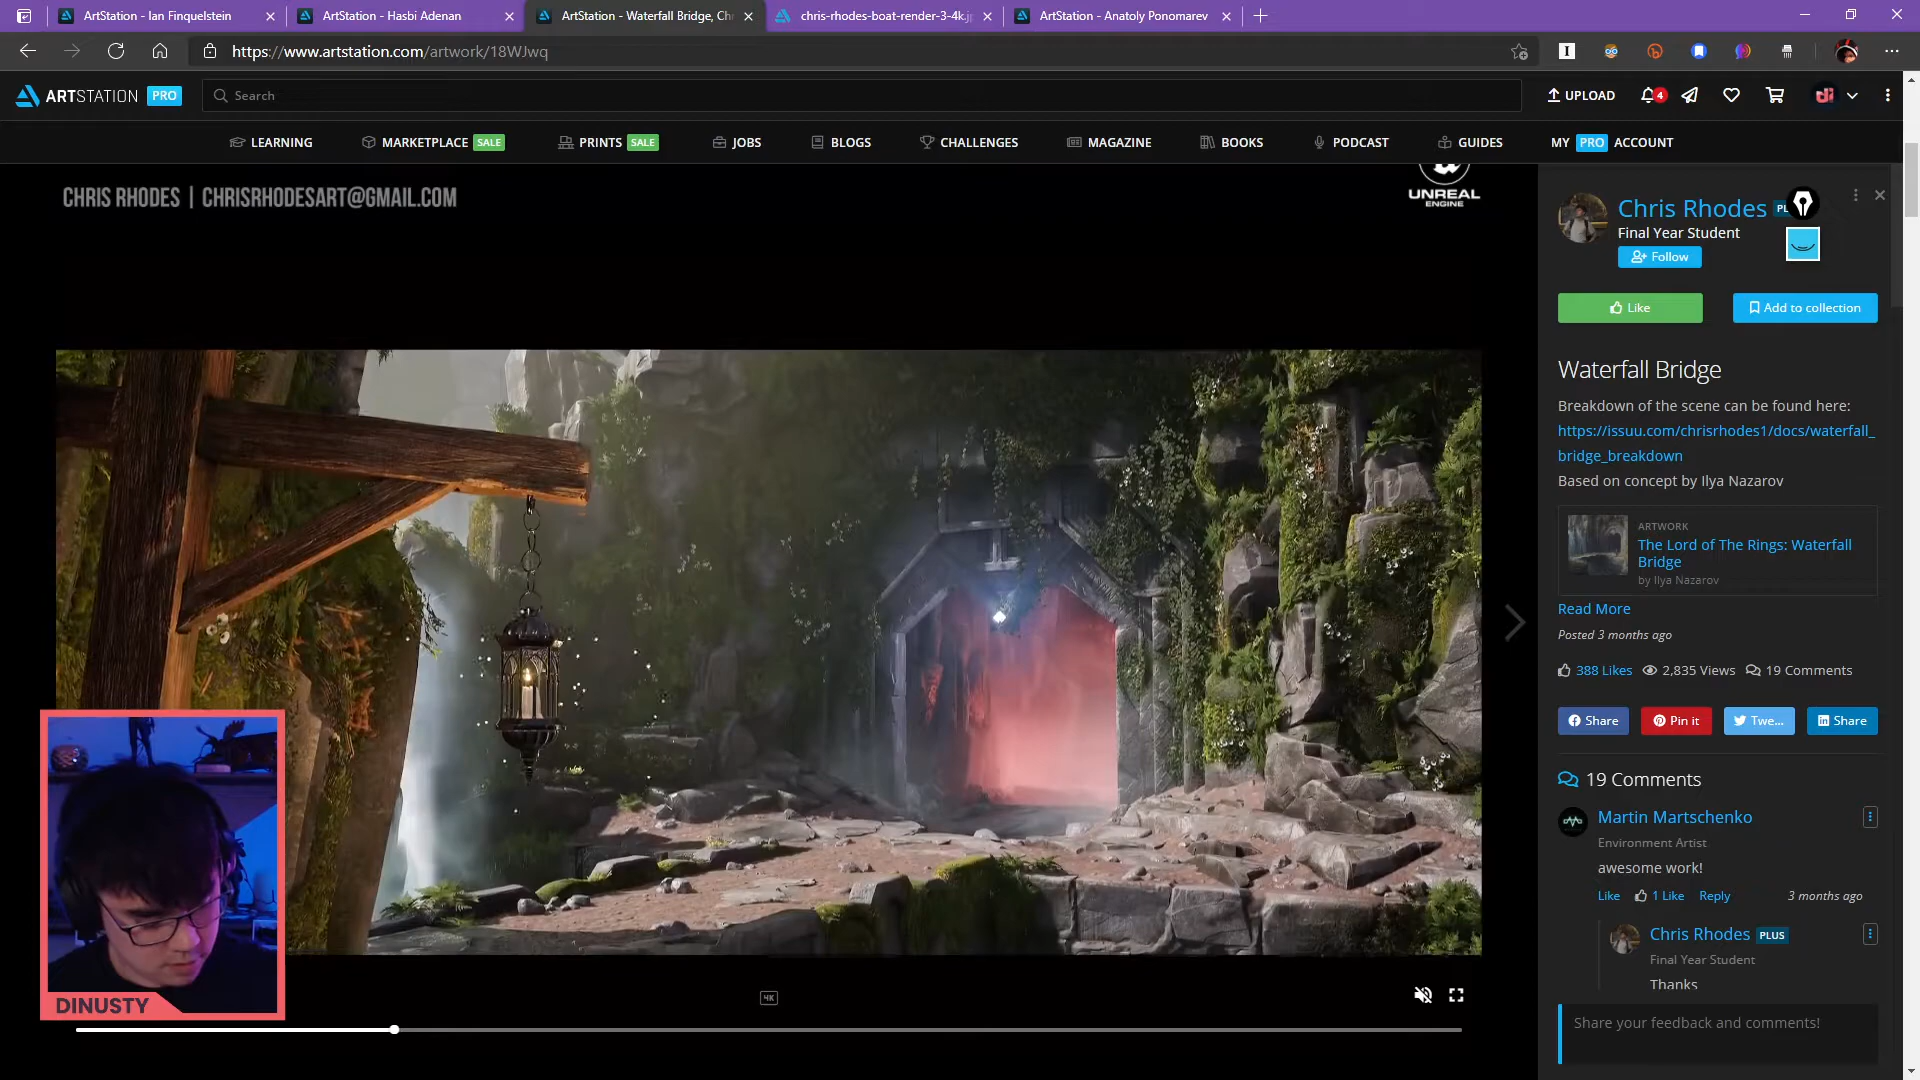 ArtStation - Ian Finquelstein
ArtStation - Hasbi Adenan
ArtStation - Waterfall Bridge, Ch
chris-rhodes-boat-render-3-4k.j
ArtStation - Anatoly Ponomarev
https://www.artstation.com/artwork/18WJwq
ARTSTATION PRO
Search
UPLOAD
4
LEARNING
MARKETPLACE SALE
PRINTS SALE
JOBS
BLOGS
CHALLENGES
MAGAZINE
BOOKS
PODCAST
GUIDES
MY PRO ACCOUNT
CHRIS RHODES | CHRISRHODESART@GMAIL.COM
UNREAL
ENGINE
Chris Rhodes PL
Final Year Student
Follow
Like
Add to collection
Waterfall Bridge
Breakdown of the scene can be found here:
https://issuu.com/chrisrhodes1/docs/waterfall_
bridge_breakdown
Based on concept by Ilya Nazarov
ARTWORK
The Lord of The Rings: Waterfall
Bridge
by Ilya Nazarov
Read More
Posted 3 months ago
388 Likes 2,835 Views 19 Comments
Share
Pin it
Twe...
Share
19 Comments
Martin Martschenko
Environment Artist
awesome work!
Like 1 Like Reply 3 months ago
Chris Rhodes PLUS
Final Year Student
Thanks
Share your feedback and comments!
4K
DINUSTY